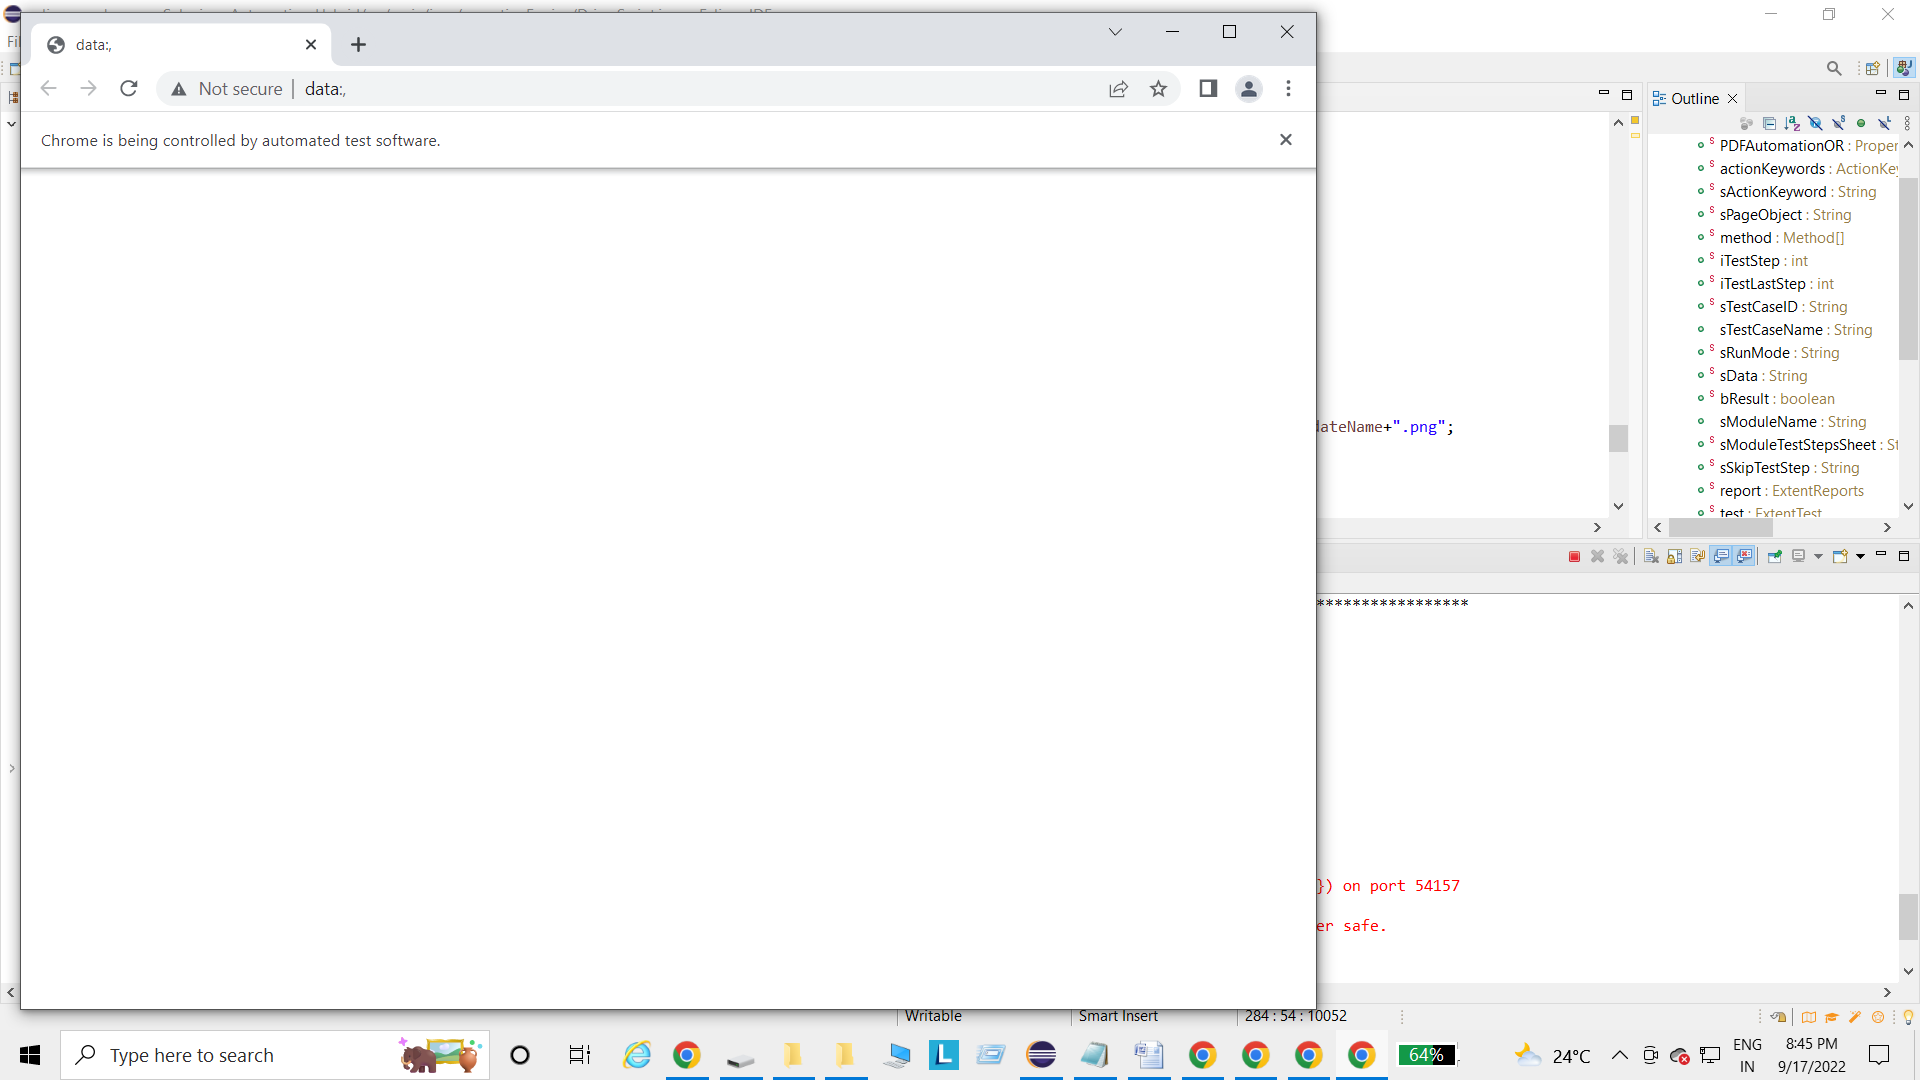 data:,
Not secure
data:,
Chrome is being controlled by automated test software.
Outline
PDFAutomationOR : Proper
actionKeywords : ActionKey
sActionKeyword : String
sPageObject : String
method : Method[]
iTestStep : int
iTestLastStep : int
sTestCaseID : String
sTestCaseName : String
sRunMode : String
sData : String
bResult : boolean
sModuleName : String
sModuleTestStepsSheet : St
sSkipTestStep : String
report : ExtentReports
test : ExtentTest
dateName+".png";
*****************
}) on port 54157
er safe.
Writable
Smart Insert
284 : 54 : 10052
Type here to search
L
64%
24°C
ENG
IN
8:45 PM
9/17/2022